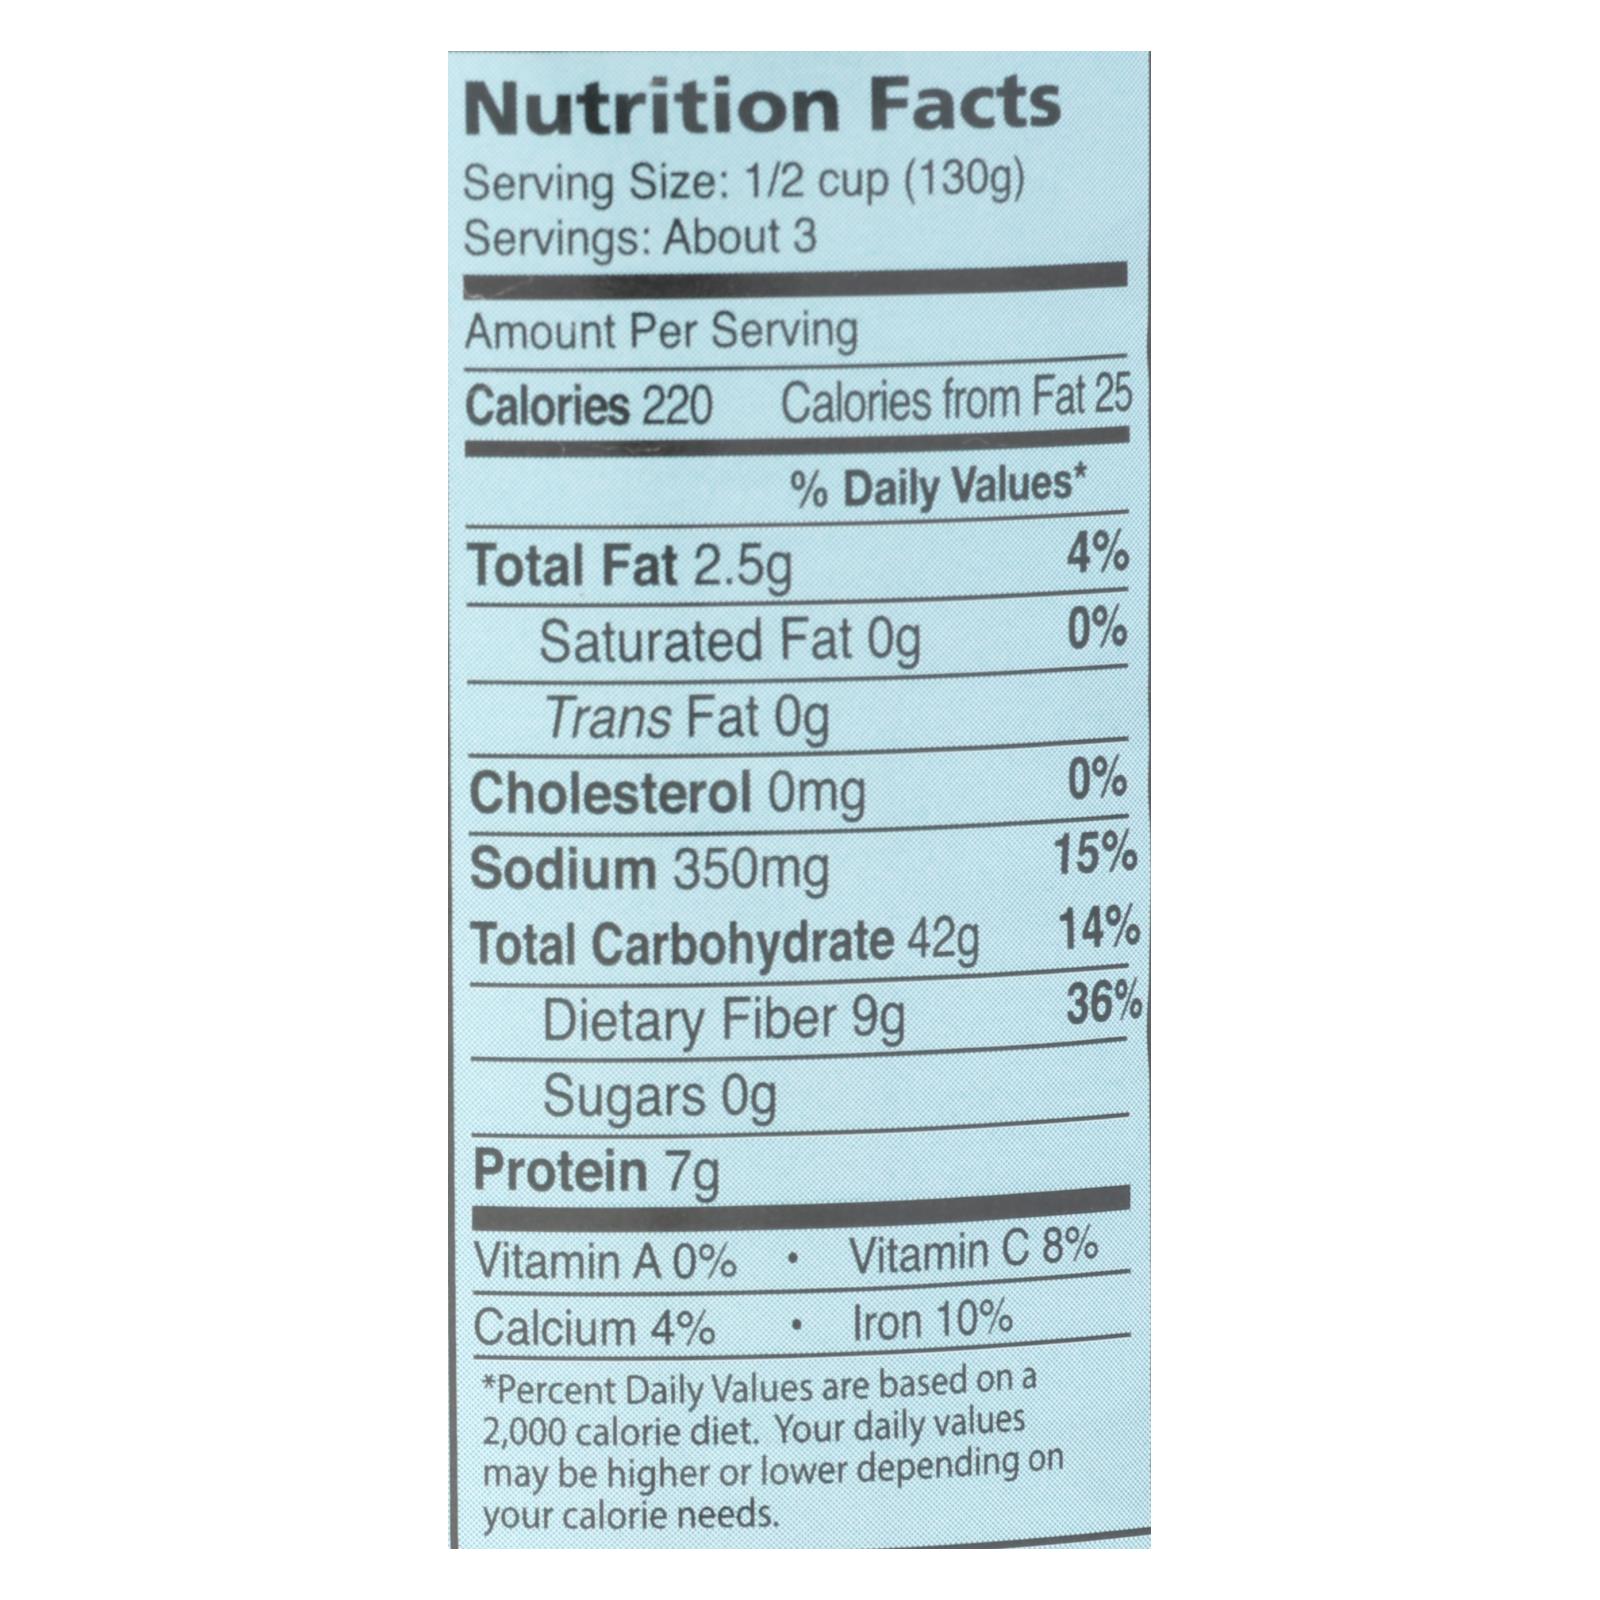 Nutrition Facts
Serving Size: 1/2 cup (130g)
Servings: About 3
Amount Per Serving
Calories 220 Calories from Fat 25
% Daily Values*
Total Fat 2.5g 4%
Saturated Fat 0g 0%
Trans Fat 0g
Cholesterol 0mg 0%
Sodium 350mg 15%
Total Carbohydrate 42g 14%
Dietary Fiber 9g 36%
Sugars 0g
Protein 7g
Vitamin A 0% • Vitamin C 8%
Calcium 4% • Iron 10%
*Percent Daily Values are based on a
2,000 calorie diet. Your daily values
may be higher or lower depending on
your calorie needs.